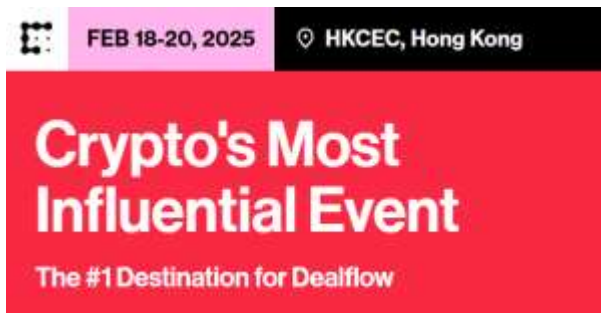 FEB 18-20, 2025
HKCEC, Hong Kong
Crypto's Most
Influential Event
The #1 Destination for Dealflow